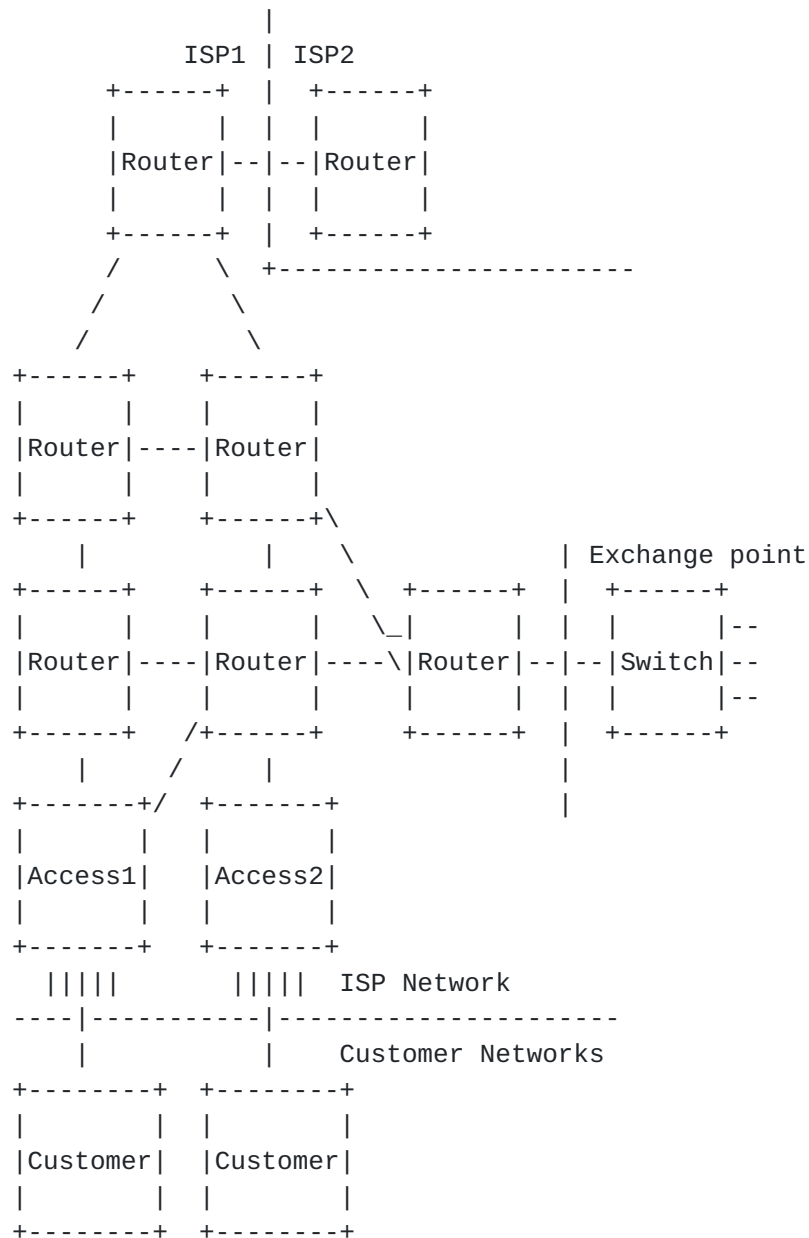 ISP1 | ISP2
Router Router
Router Router
Exchange point
Router Router Router Switch
Access1 Access2
ISP Network
Customer Networks
Customer Customer